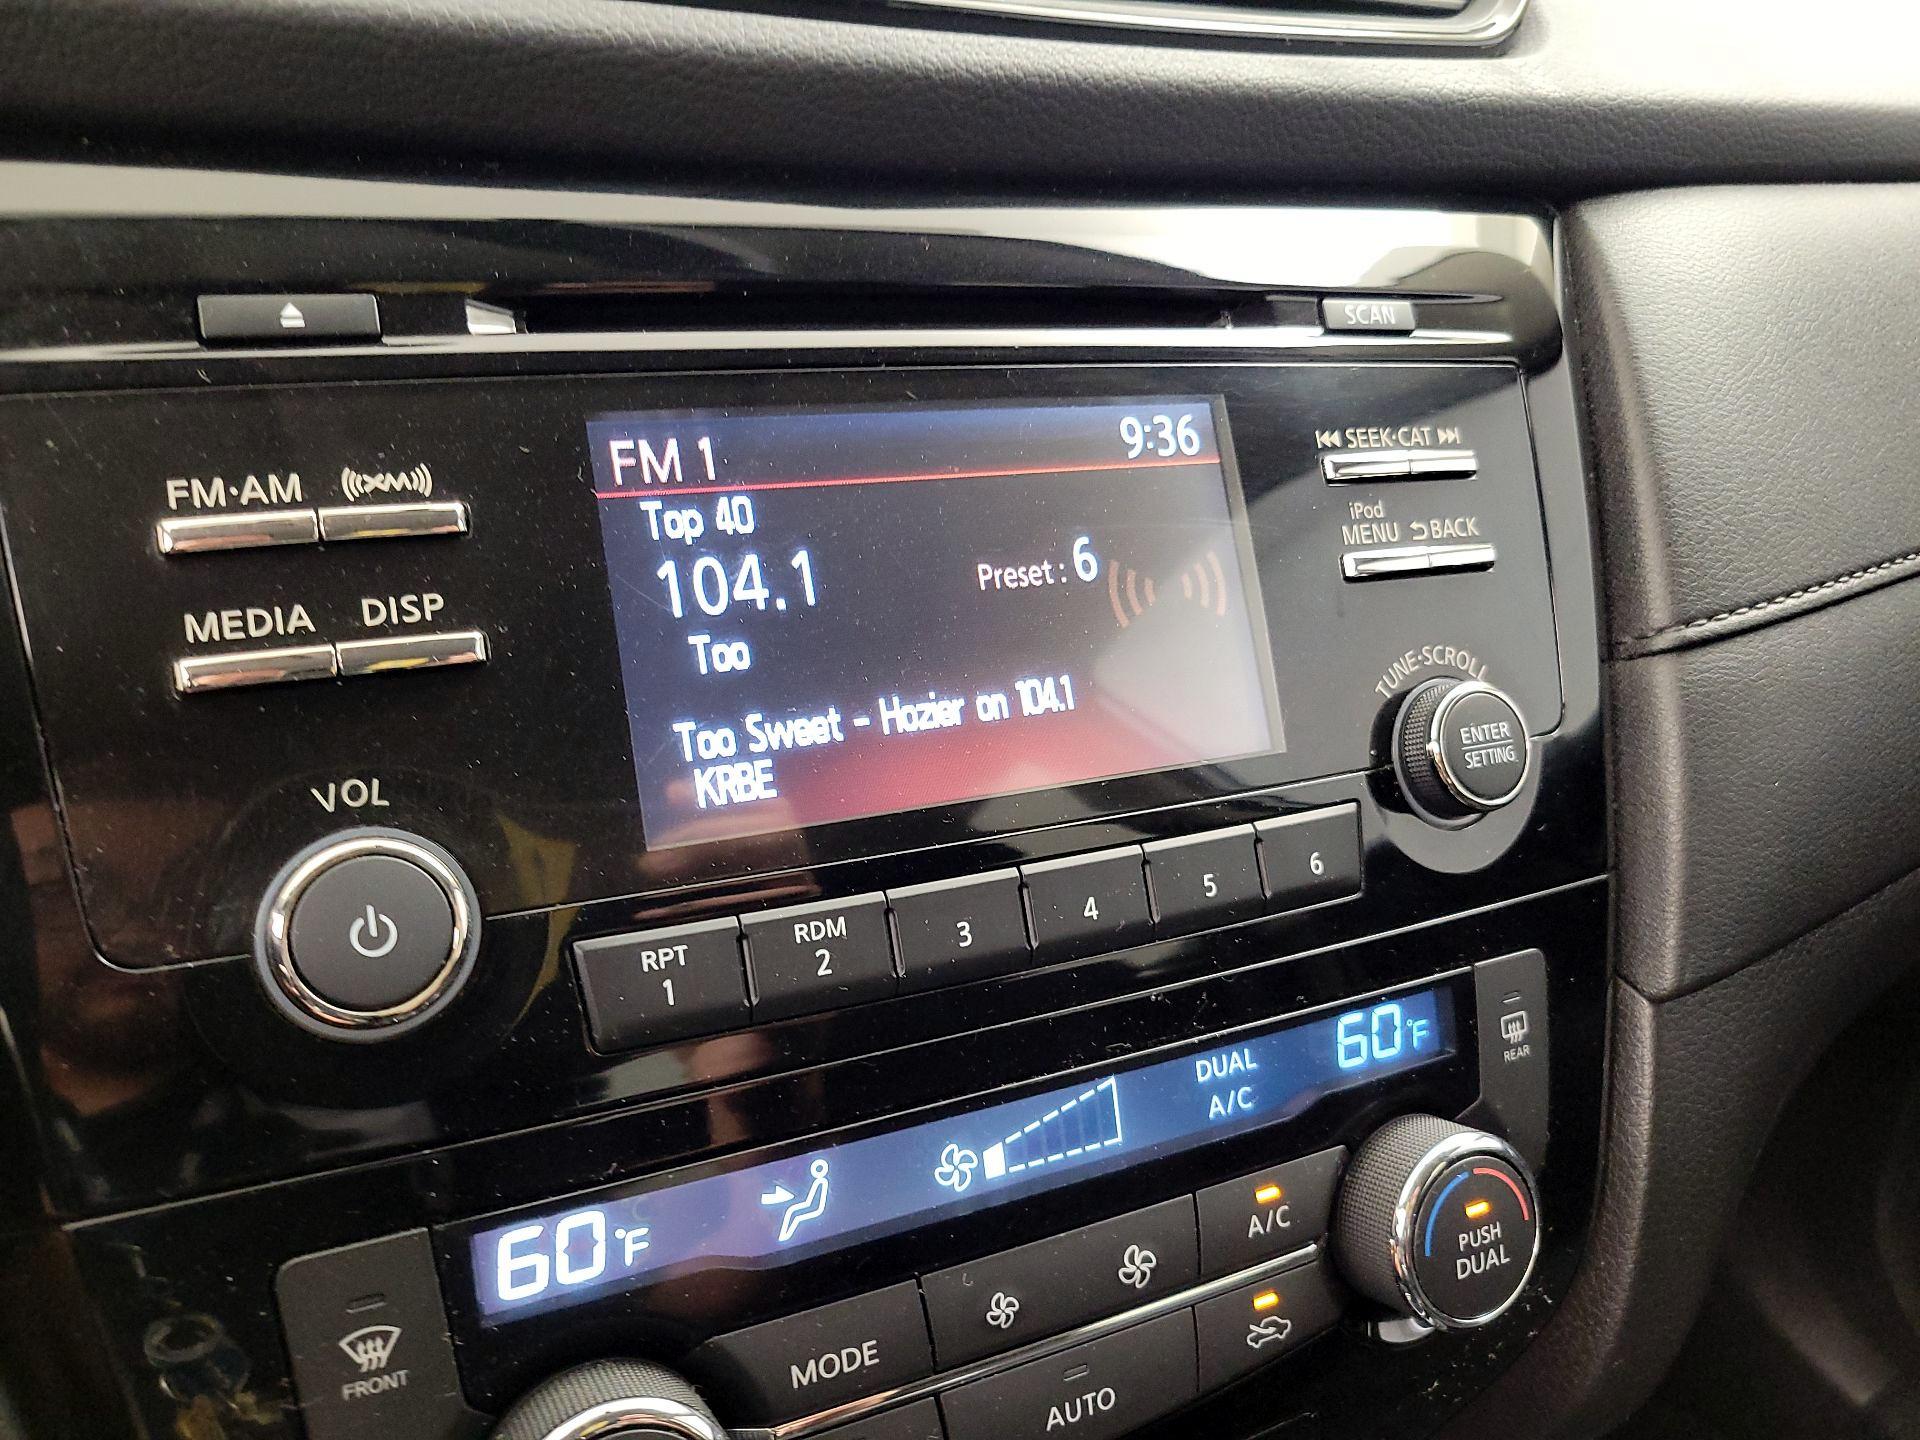 SCAN
FM 1 9:36
SEEK·CAT
FM·AM XM
Top 40
104.1 Preset : 6
iPod
MENU BACK
MEDIA DISP
Too
TUNE·SCROLL
Too Sweet - Hozier on 104.1
KRBE
ENTER
SETTING
VOL
RPT
1
RDM
2
3
4
5
6
60°F
DUAL
A/C
60°F
REAR
A/C
PUSH
DUAL
FRONT
MODE
AUTO